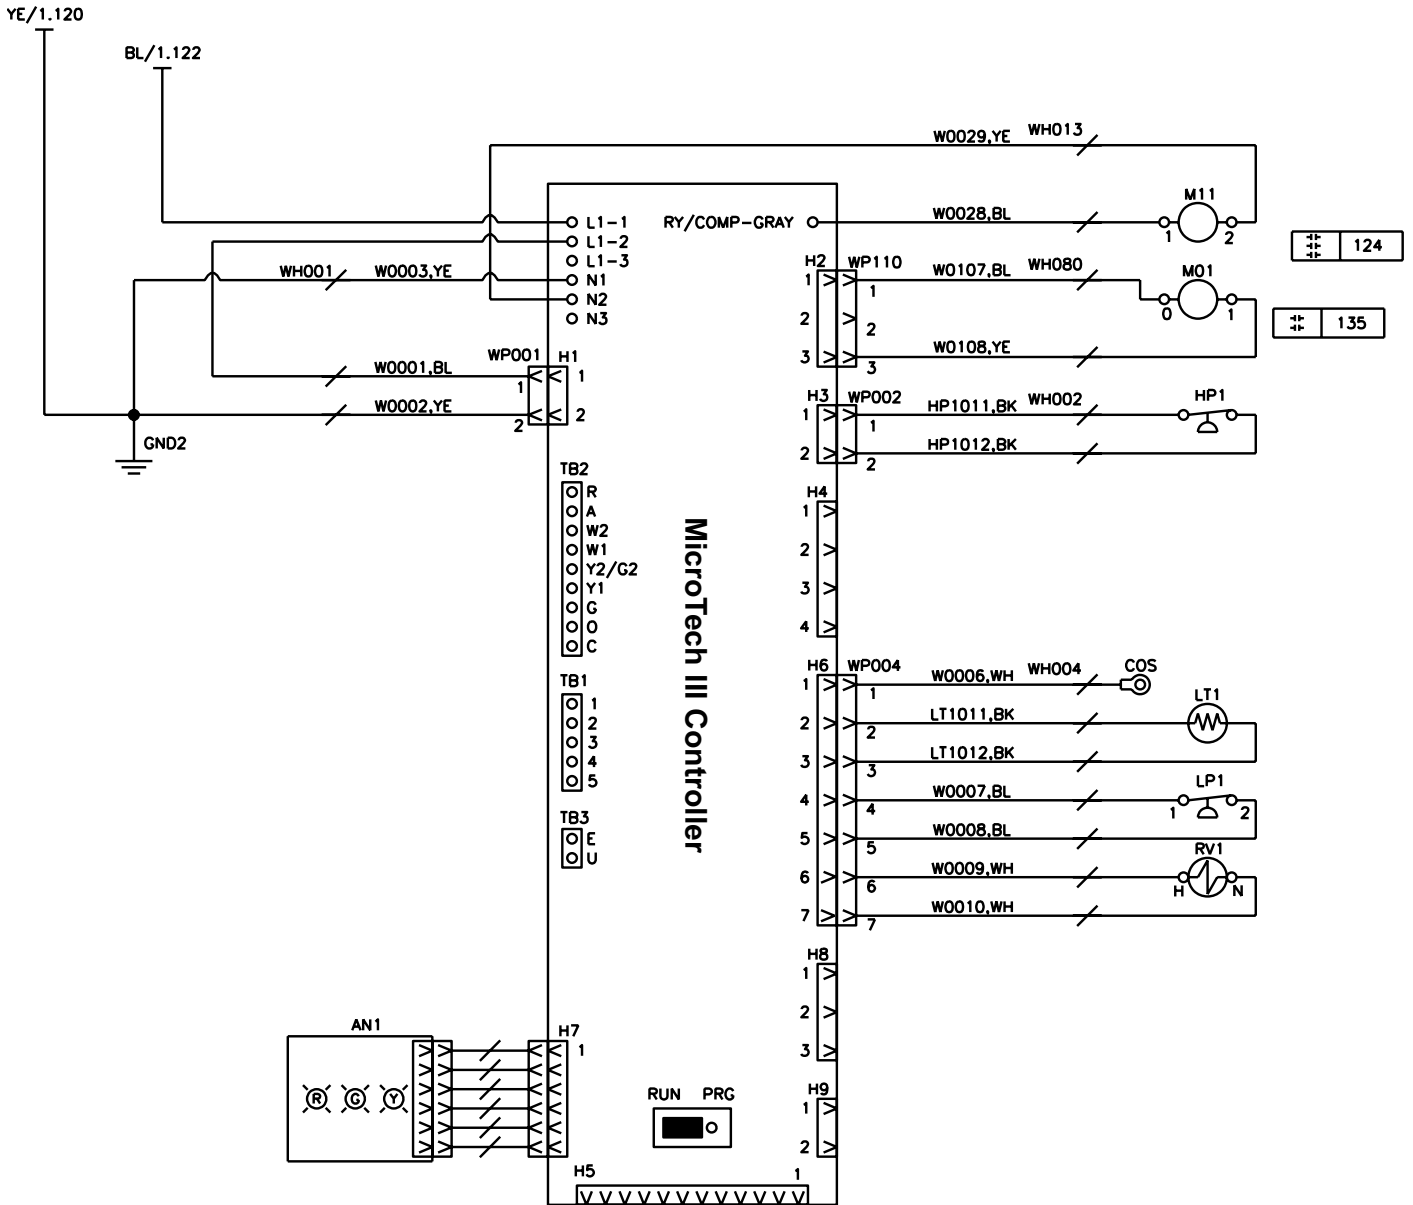 YE/1.120
BL/1.122
W0029,YE WH013
M11
L1-1 RY/COMP-GRAY W0028,BL
1 2
L1-2
124
L1-3
H2 WP110 W0107,BL WH080 M01
WH001 W0003,YE N1 1 1
N2
0 1
N3 2 2
135
W0108,YE
3 3
WP001 H1
W0001,BL 1 1
H3 WP002 HP1011,BK WH002 HP1
W0002,YE 2 2
1 1
GND2
HP1012,BK
2 2
TB2
R
A
W2
W1
Y2/G2
Y1
G
O
C
H4
1
2
3
4
MicroTech III Controller
TB1
1
2
3
4
5
TB3
E
U
H6 WP004 W0006,WH WH004 COS
1 1
LT1011,BK LT1
2 2
LT1012,BK
3 3
W0007,BL LP1
4 4 1 2
W0008,BL
5 5
RV1
W0009,WH
6 6 H N
W0010,WH
7 7
H8
1
2
3
AN1
R G Y
H7
1
RUN PRG
H9
1
2
H5 1